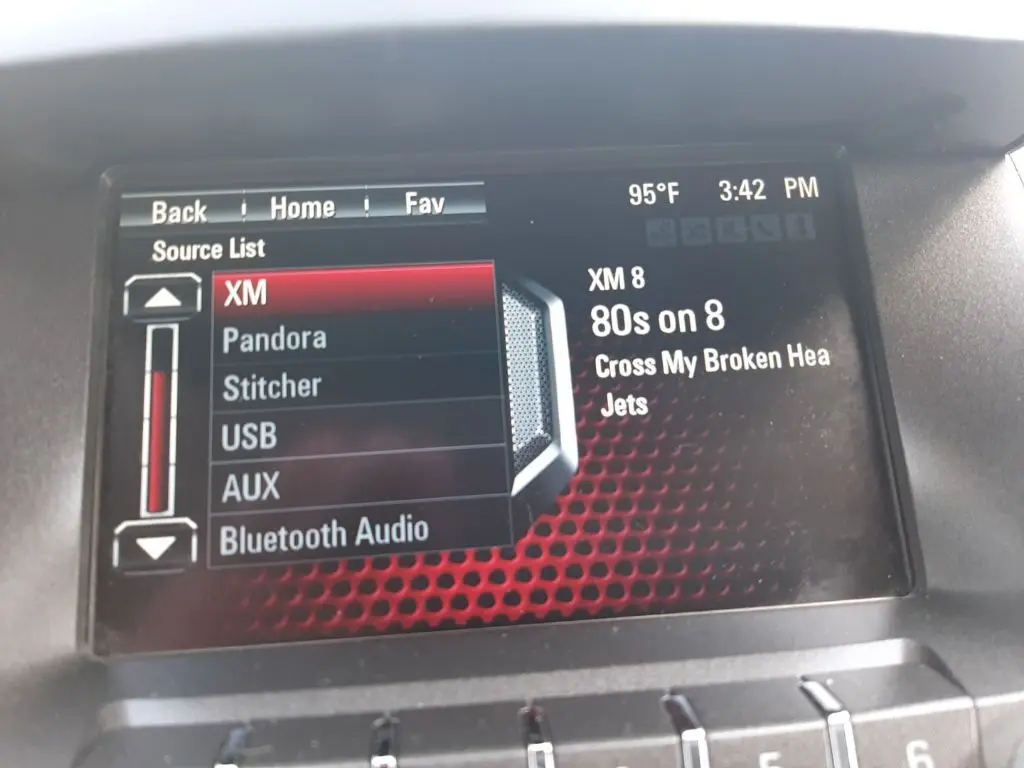 Back Home Fav 95°F 3:42 PM
Source List
XM
Pandora
Stitcher
USB
AUX
Bluetooth Audio
XM 8
80s on 8
Cross My Broken Hea
Jets
5 6